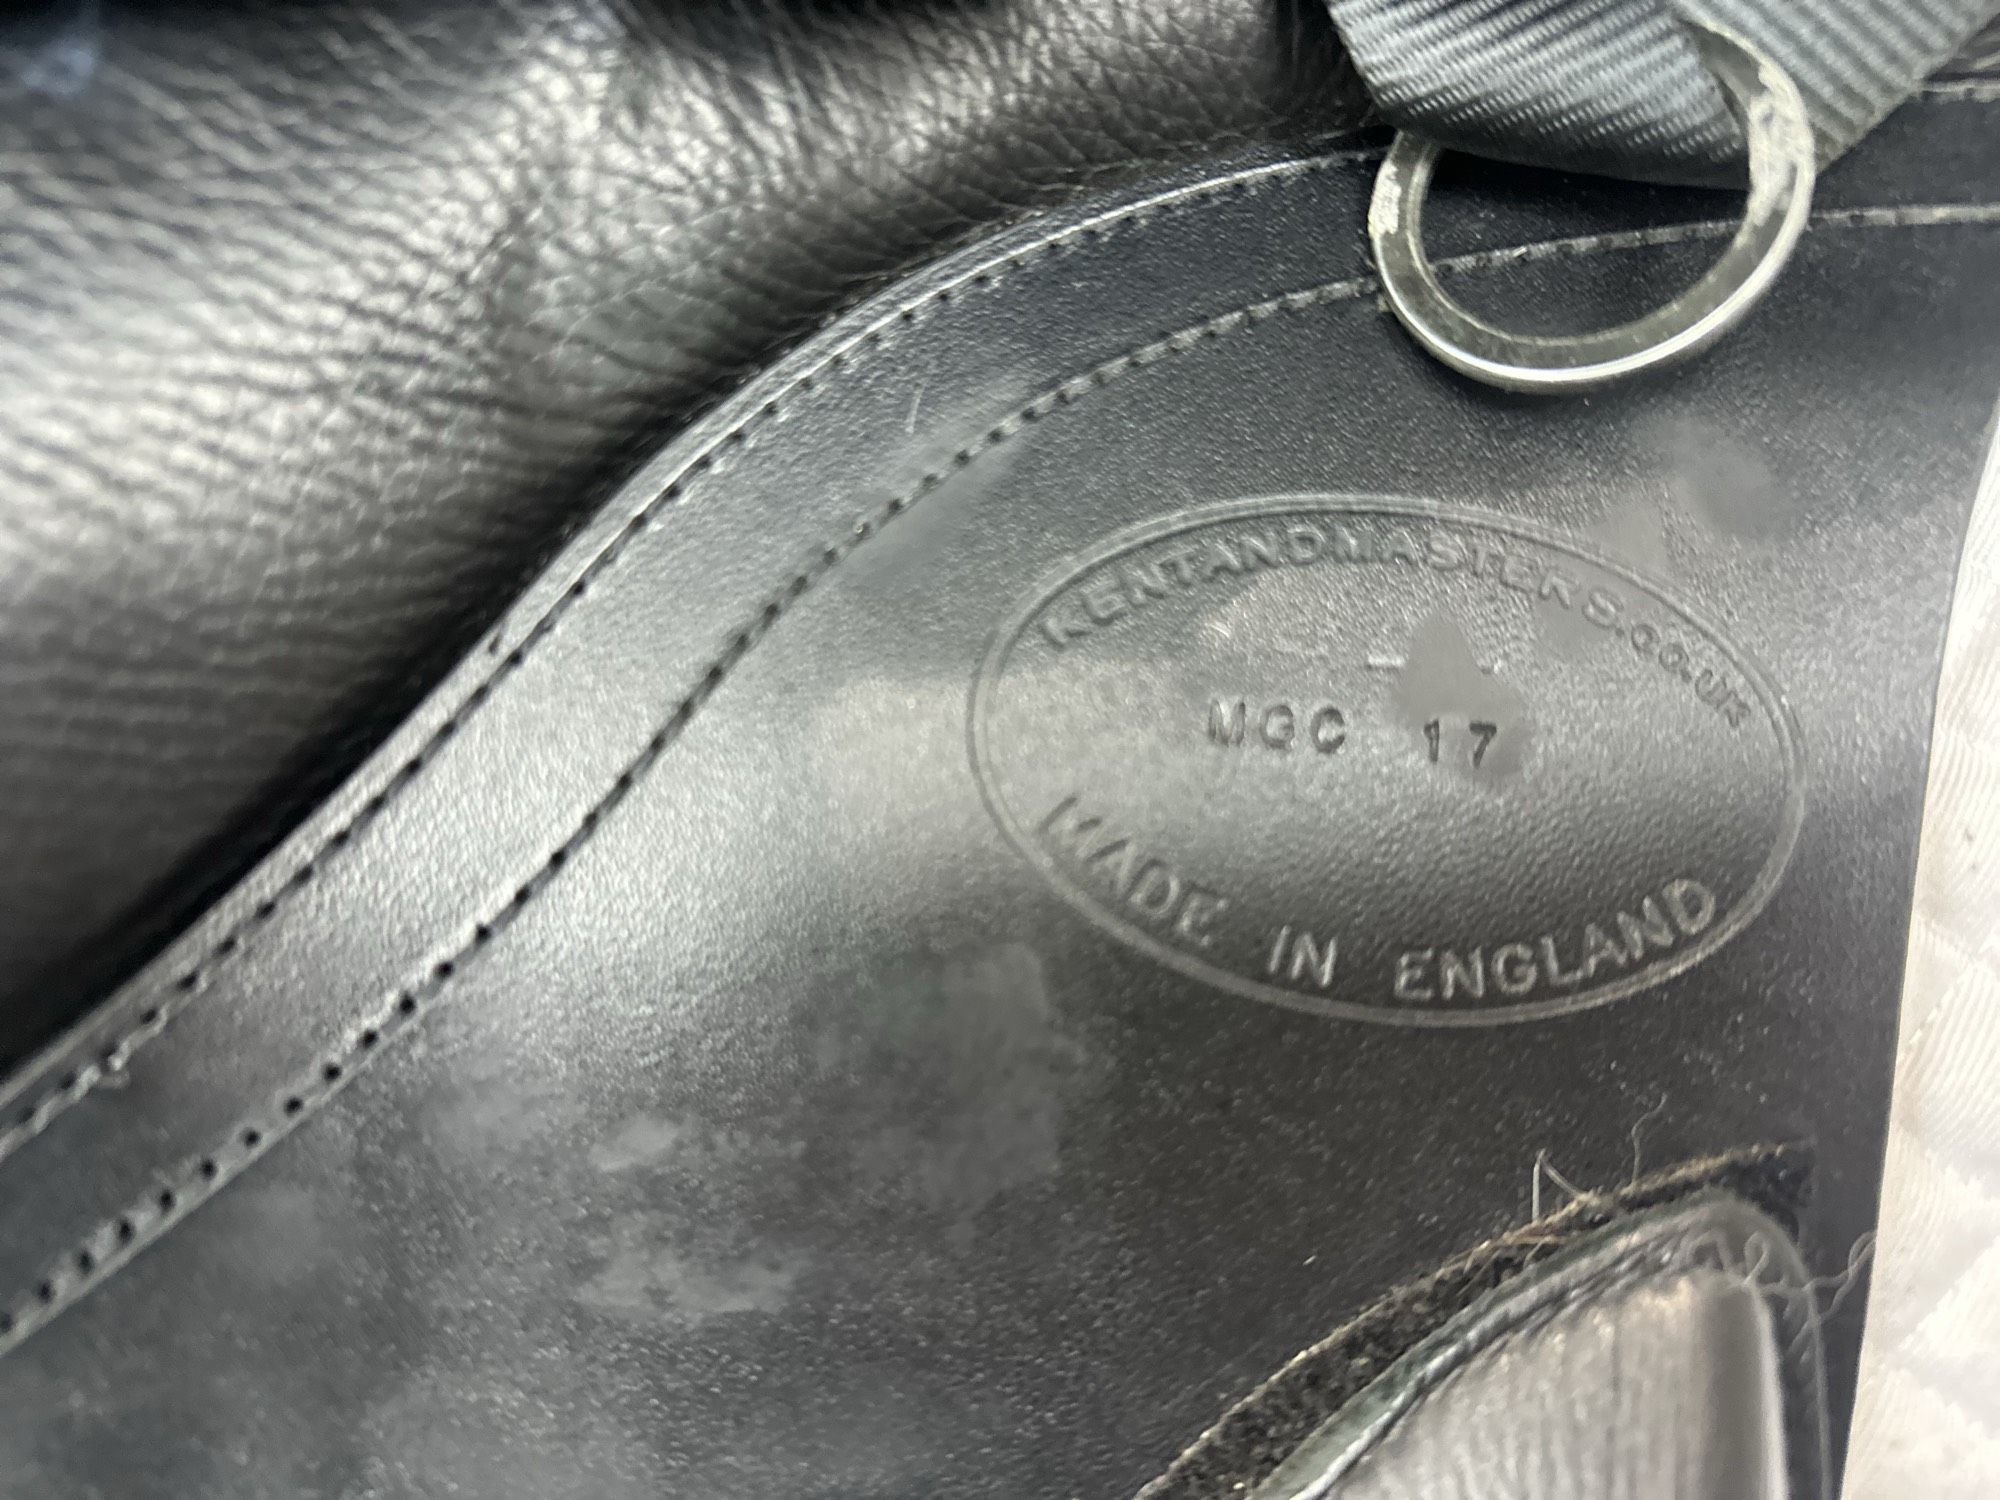 KENTANDMASTERS.CO.UK
MGC 17
MADE IN ENGLAND